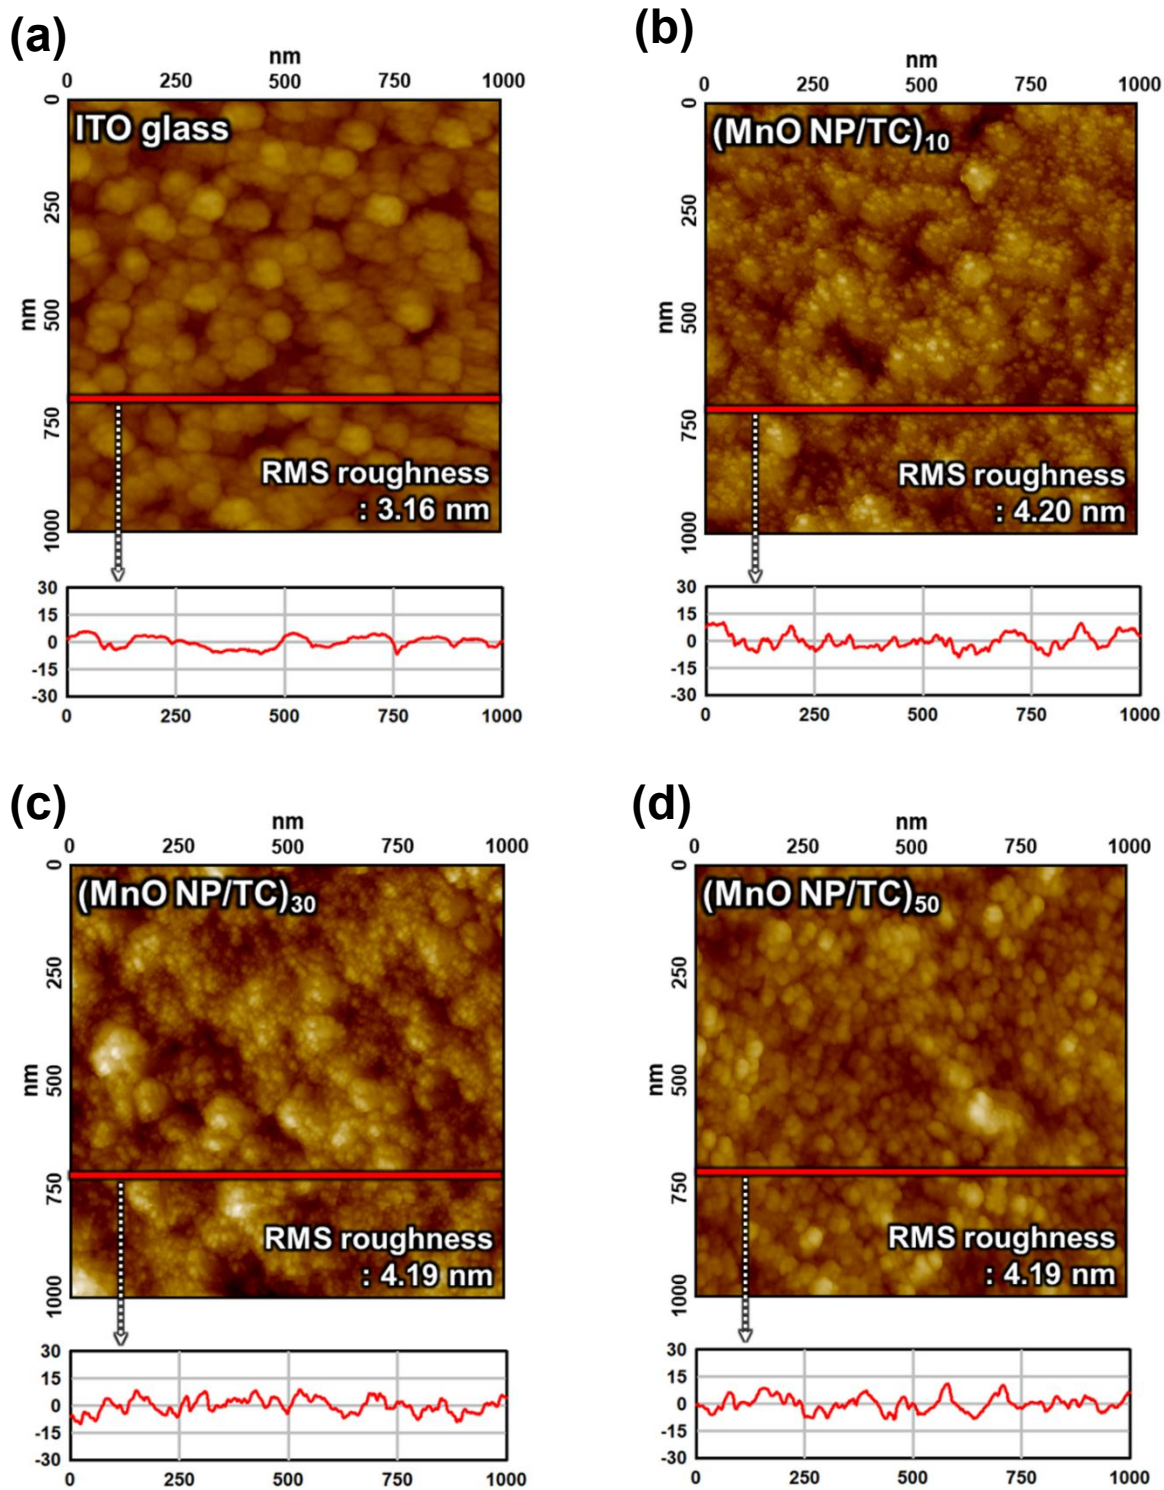 (a)
nm
0 250 500 750 1000
0
250
500
750
1000
nm
ITO glass
RMS roughness
: 3.16 nm
30
15
0
-15
-30
0 250 500 750 1000
(b)
nm
0 250 500 750 1000
0
250
500
750
1000
nm
(MnO NP/TC)10
RMS roughness
: 4.20 nm
30
15
0
-15
-30
0 250 500 750 1000
(c)
nm
0 250 500 750 1000
0
250
500
750
1000
nm
(MnO NP/TC)30
RMS roughness
: 4.19 nm
30
15
0
-15
-30
0 250 500 750 1000
(d)
nm
0 250 500 750 1000
0
250
500
750
1000
nm
(MnO NP/TC)50
RMS roughness
: 4.19 nm
30
15
0
-15
-30
0 250 500 750 1000